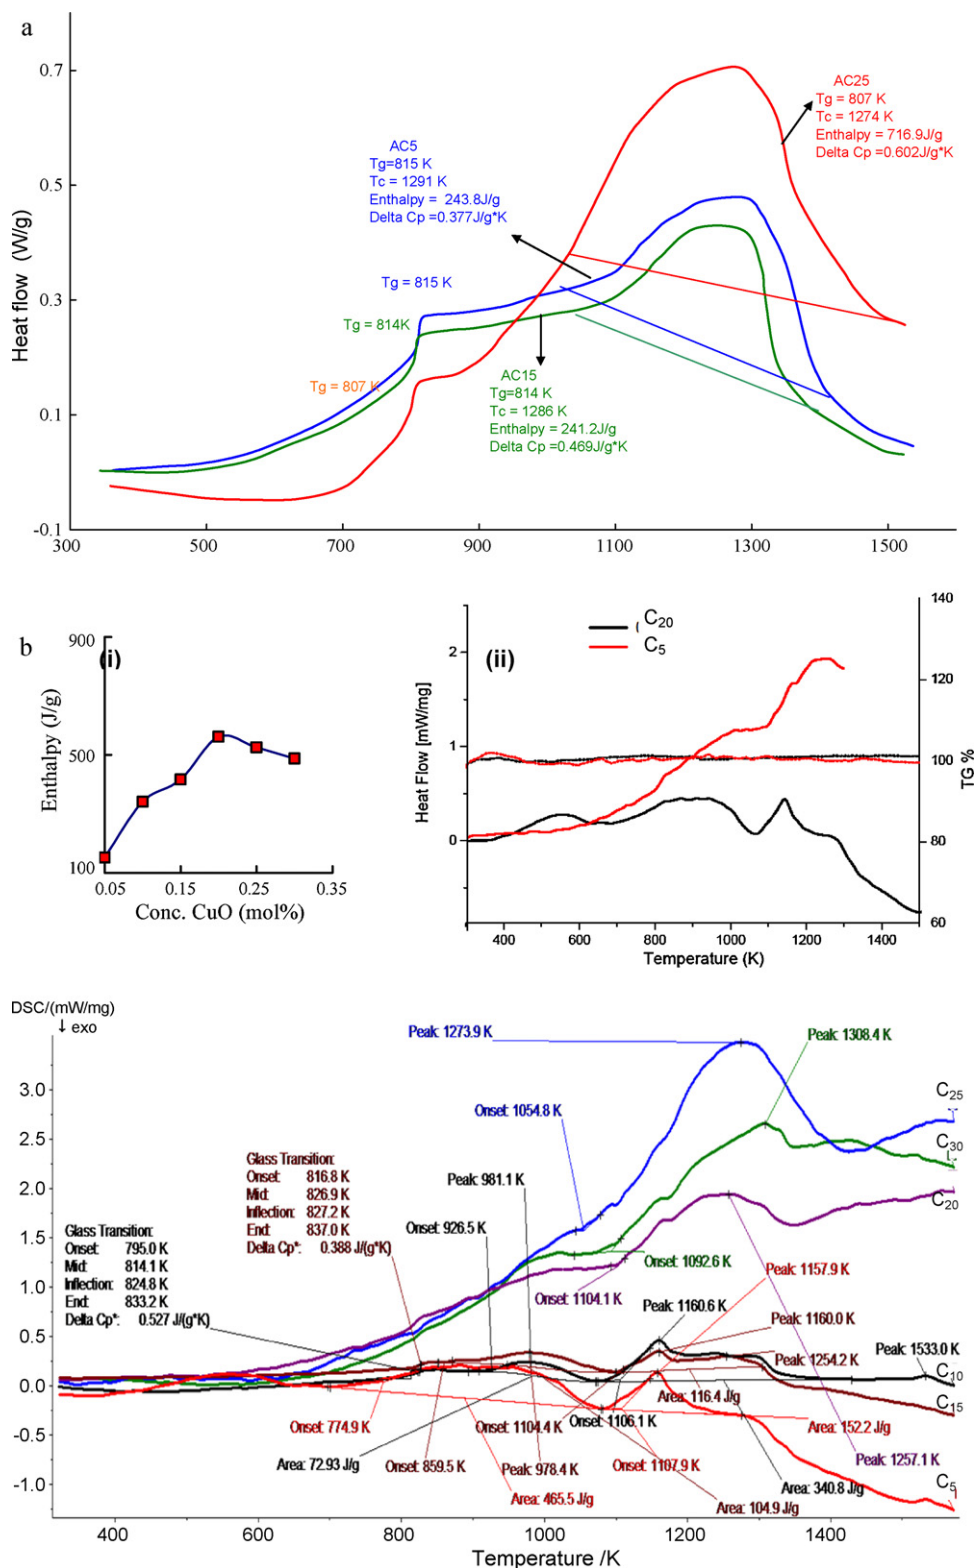 a
0.7
0.5
0.3
0.1
-0.1
Heat flow (W/g)
300
500
700
900
1100
1300
1500
AC25
Tg = 807 K
Tc = 1274 K
Enthalpy = 716.9J/g
Delta Cp =0.602J/g*K
AC5
Tg=815 K
Tc = 1291 K
Enthalpy = 243.8J/g
Delta Cp =0.377J/g*K
Tg = 815 K
Tg = 814K
Tg = 807 K
AC15
Tg=814 K
Tc = 1286 K
Enthalpy =241.2J/g
Delta Cp =0.469J/g*K
b
(i)
900
500
100
Enthalpy (J/g)
0.05
0.15
0.25
0.35
Conc. CuO (mol%)
(ii)
C20
C5
2
1
0
Heat Flow [mW/mg]
140
120
100
80
60
TG %
400
600
800
1000
1200
1400
Temperature (K)
DSC/(mW/mg)
↓ exo
3.0
2.5
2.0
1.5
1.0
0.5
0.0
-0.5
-1.0
Peak: 1273.9 K
Peak: 1308.4 K
C25
Onset: 1054.8 K
C30
Glass Transition:
Onset: 816.8 K
Mid: 826.9 K
Inflection: 827.2 K
End: 837.0 K
Delta Cp*: 0.388 J/(g*K)
Peak: 981.1 K
C20
Glass Transition:
Onset: 795.0 K
Mid: 814.1 K
Inflection: 824.8 K
End: 833.2 K
Delta Cp*: 0.527 J/(g*K)
Onset: 926.5 K
Onset: 1092.6 K
Peak: 1157.9 K
Onset: 1104.1 K
Peak: 1160.6 K
Peak: 1160.0 K
Peak: 1254.2 K
Peak: 1533.0 K
C10
Area: 116.4 J/g
C15
Onset: 774.9 K
Onset: 1104.4 K
Onset: 1106.1 K
Area: 152.2 J/g
Area: 72.93 J/g
Onset: 859.5 K
Peak: 978.4 K
Onset: 1107.9 K
Peak: 1257.1 K
Area: 465.5 J/g
Area: 340.8 J/g
Area: 104.9 J/g
C5
400
600
800
1000
1200
1400
Temperature /K